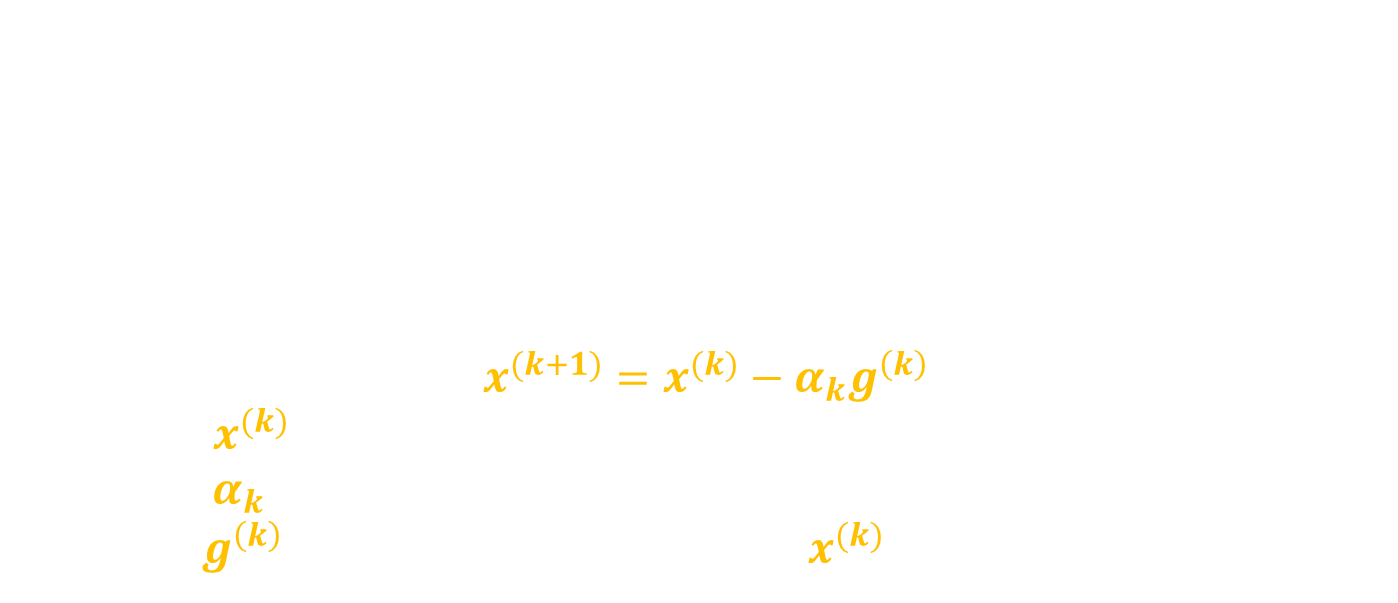 x^(k+1) = x^(k) − α_k g^(k)
x^(k)
α_k
g^(k) x^(k)